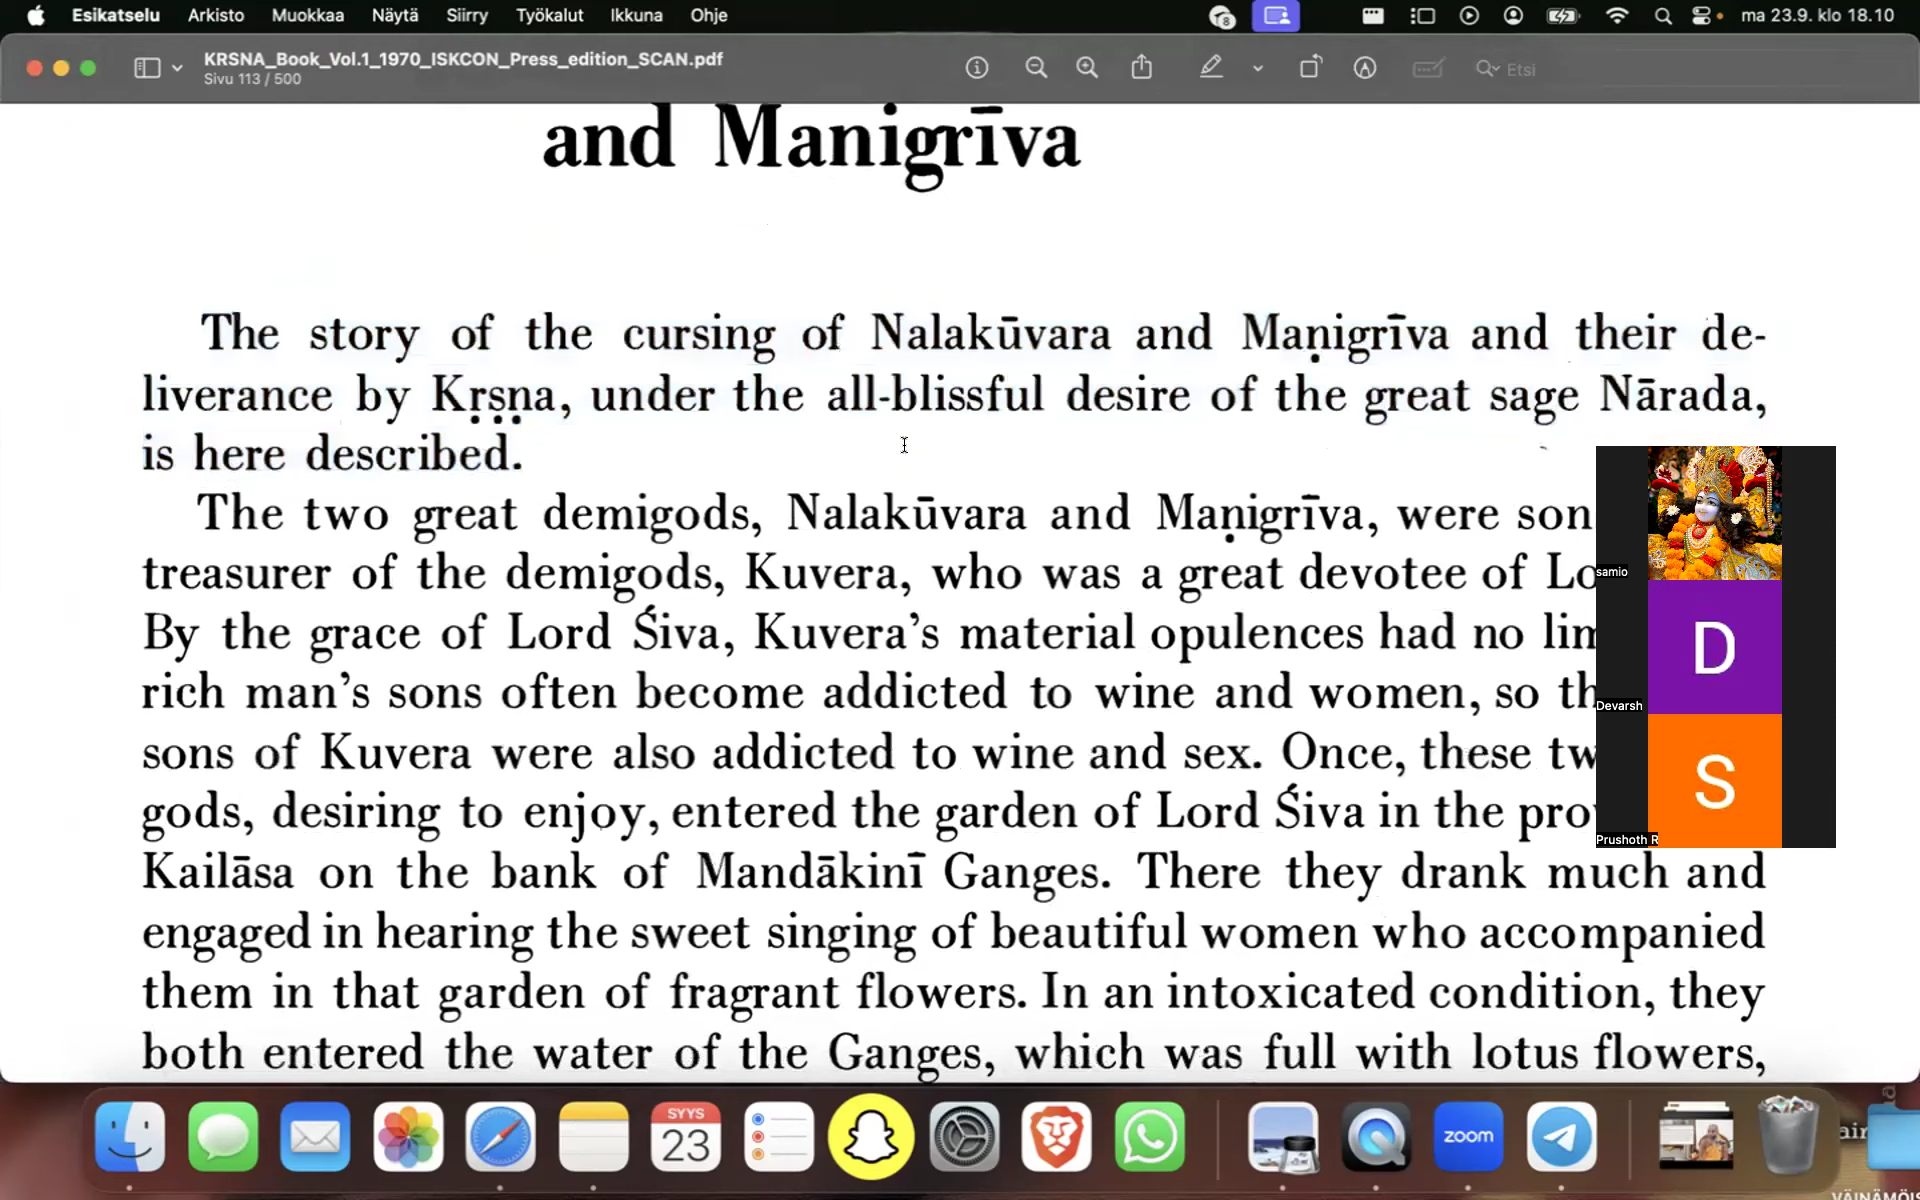 Esikatselu Arkisto Muokkaa Näytä Siirry Työkalut Ikkuna Ohje 8 ma 23.9. klo 18.10
KRSNA_Book_Vol.1_1970_ISKCON_Press_edition_SCAN.pdf
Sivu 113 / 500
Etsi
and Manigrīva
The story of the cursing of Nalakūvara and Maṇigrīva and their de-
liverance by Kṛṣṇa, under the all-blissful desire of the great sage Nārada,
is here described.
The two great demigods, Nalakūvara and Maṇigrīva, were son
treasurer of the demigods, Kuvera, who was a great devotee of Lo
By the grace of Lord Śiva, Kuvera’s material opulences had no lim
rich man’s sons often become addicted to wine and women, so th
sons of Kuvera were also addicted to wine and sex. Once, these tw
gods, desiring to enjoy, entered the garden of Lord Śiva in the pro
Kailāsa on the bank of Mandākinī Ganges. There they drank much and
engaged in hearing the sweet singing of beautiful women who accompanied
them in that garden of fragrant flowers. In an intoxicated condition, they
both entered the water of the Ganges, which was full with lotus flowers,
samio
D
Devarsh
S
Prushoth R
SYYS
23
zoom